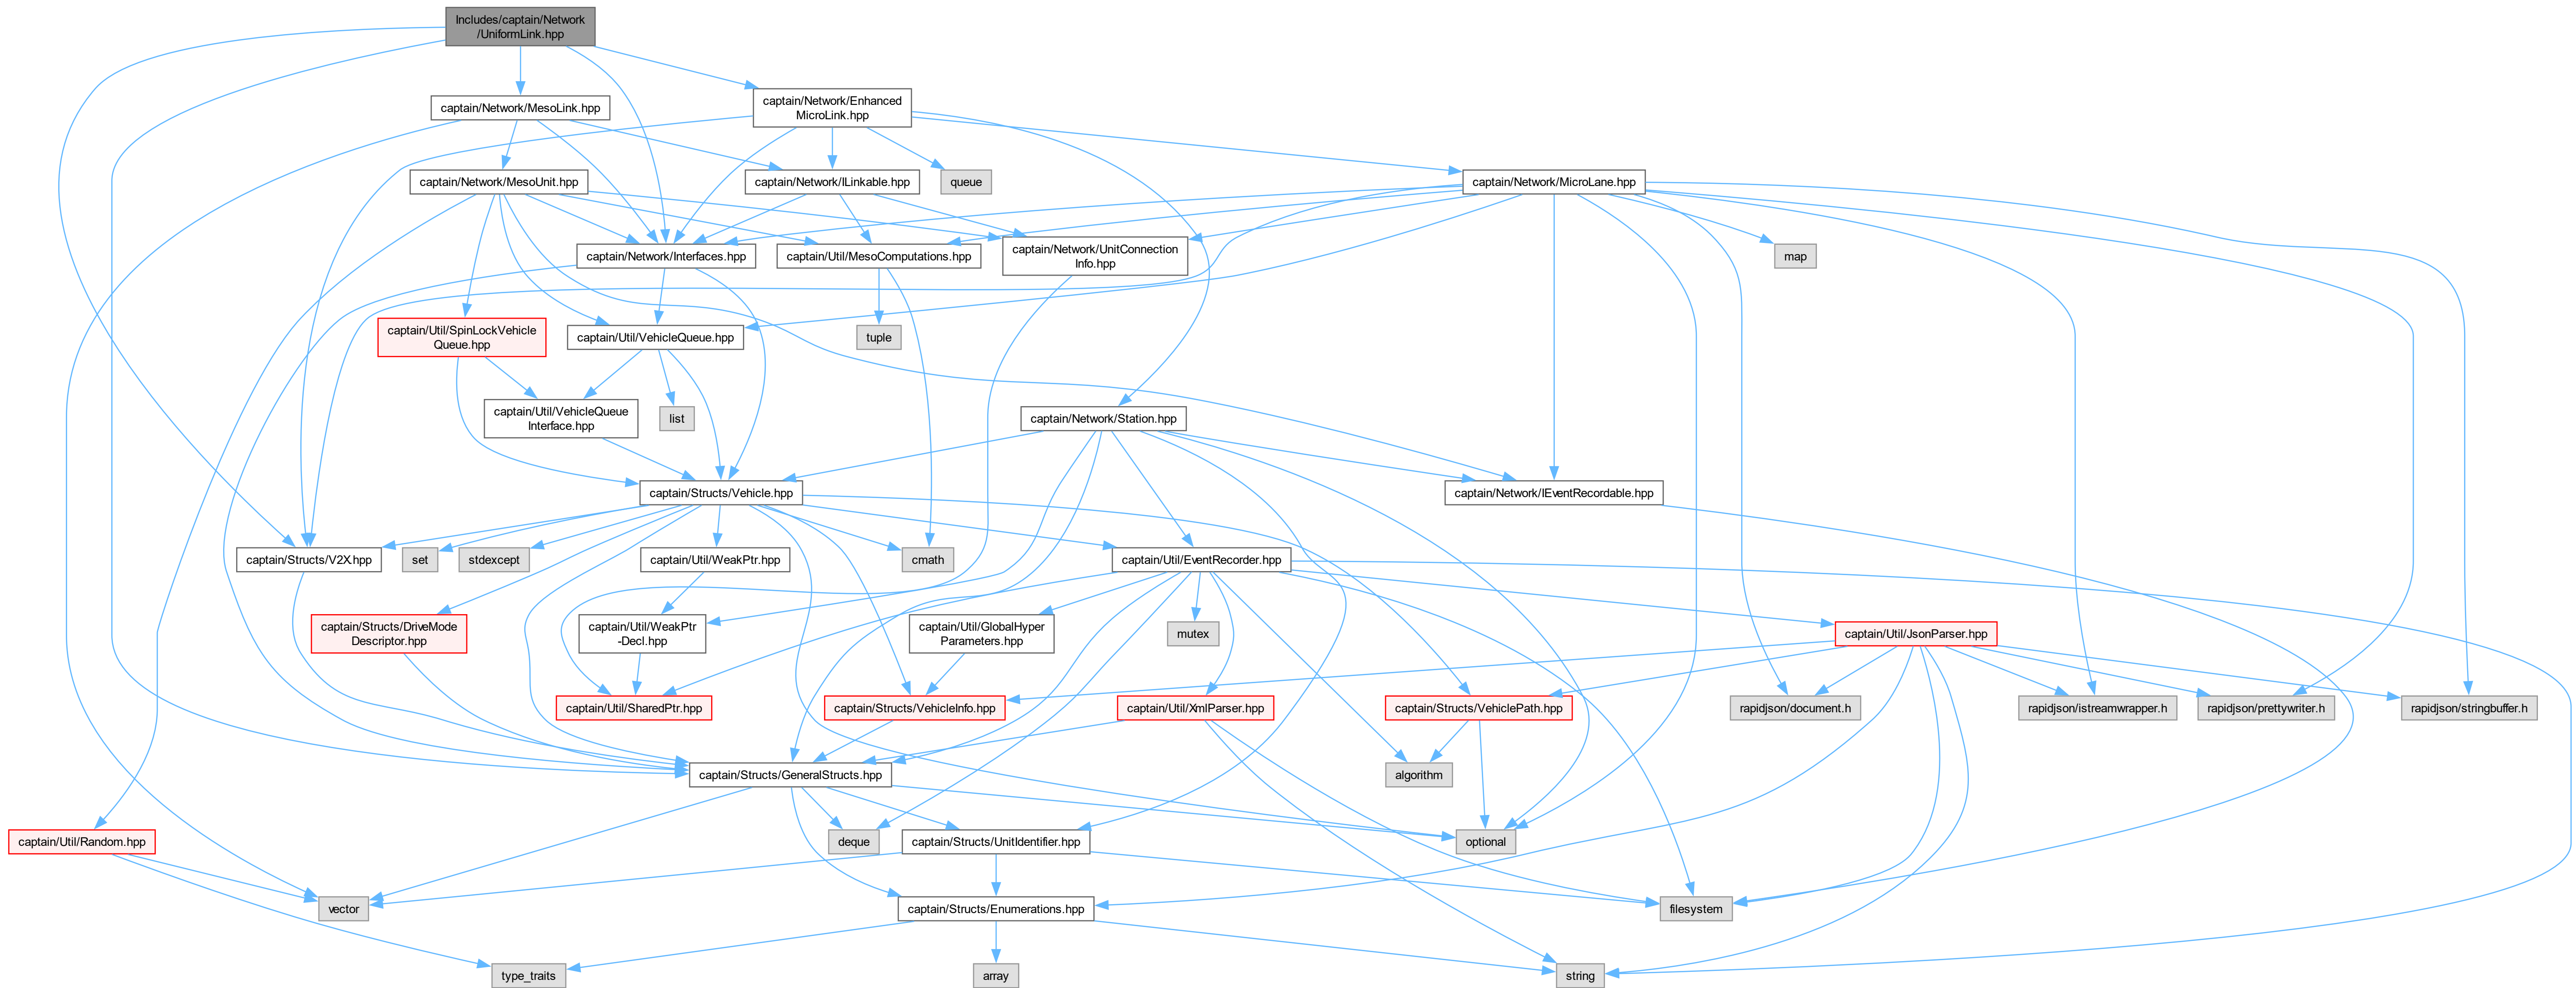 Includes/captain/Network
/UniformLink.hpp
captain/Network/MesoLink.hpp
captain/Network/Enhanced
MicroLink.hpp
captain/Network/MesoUnit.hpp
captain/Network/ILinkable.hpp
queue
captain/Network/MicroLane.hpp
captain/Network/Interfaces.hpp
captain/Util/MesoComputations.hpp
captain/Network/UnitConnection
Info.hpp
map
captain/Util/SpinLockVehicle
Queue.hpp
captain/Util/VehicleQueue.hpp
tuple
captain/Util/VehicleQueue
Interface.hpp
list
captain/Network/Station.hpp
captain/Structs/Vehicle.hpp
captain/Network/IEventRecordable.hpp
captain/Structs/V2X.hpp
set
stdexcept
captain/Util/WeakPtr.hpp
cmath
captain/Util/EventRecorder.hpp
captain/Structs/DriveMode
Descriptor.hpp
captain/Util/WeakPtr
-Decl.hpp
captain/Util/GlobalHyper
Parameters.hpp
mutex
captain/Util/JsonParser.hpp
captain/Util/SharedPtr.hpp
captain/Structs/VehicleInfo.hpp
captain/Util/XmlParser.hpp
captain/Structs/VehiclePath.hpp
rapidjson/document.h
rapidjson/istreamwrapper.h
rapidjson/prettywriter.h
rapidjson/stringbuffer.h
captain/Structs/GeneralStructs.hpp
algorithm
captain/Util/Random.hpp
deque
captain/Structs/UnitIdentifier.hpp
optional
vector
captain/Structs/Enumerations.hpp
filesystem
type_traits
array
string